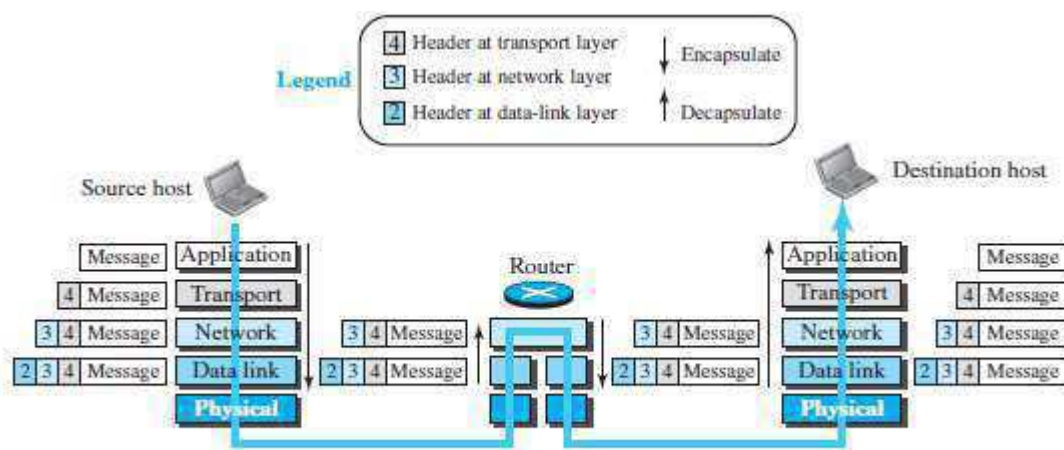 Legend
4 Header at transport layer
3 Header at network layer
2 Header at data-link layer
Encapsulate
Decapsulate
Source host
Destination host
Router
Message Application
4 Message Transport
3 4 Message Network
2 3 4 Message Data link
Physical
3 4 Message
2 3 4 Message
3 4 Message
2 3 4 Message
Application Message
Transport 4 Message
Network 3 4 Message
Data link 2 3 4 Message
Physical